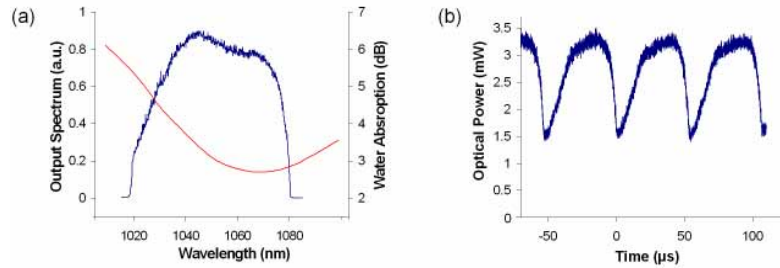 (a)
Output Spectrum (a.u.)
1
0.8
0.6
0.4
0.2
0
7
6
5
4
3
2
Water Absroption (dB)
1020 1040 1060 1080
Wavelength (nm)
(b)
Optical Power (mW)
3.5
3
2.5
2
1.5
1
0.5
0
-50 0 50 100
Time (µs)